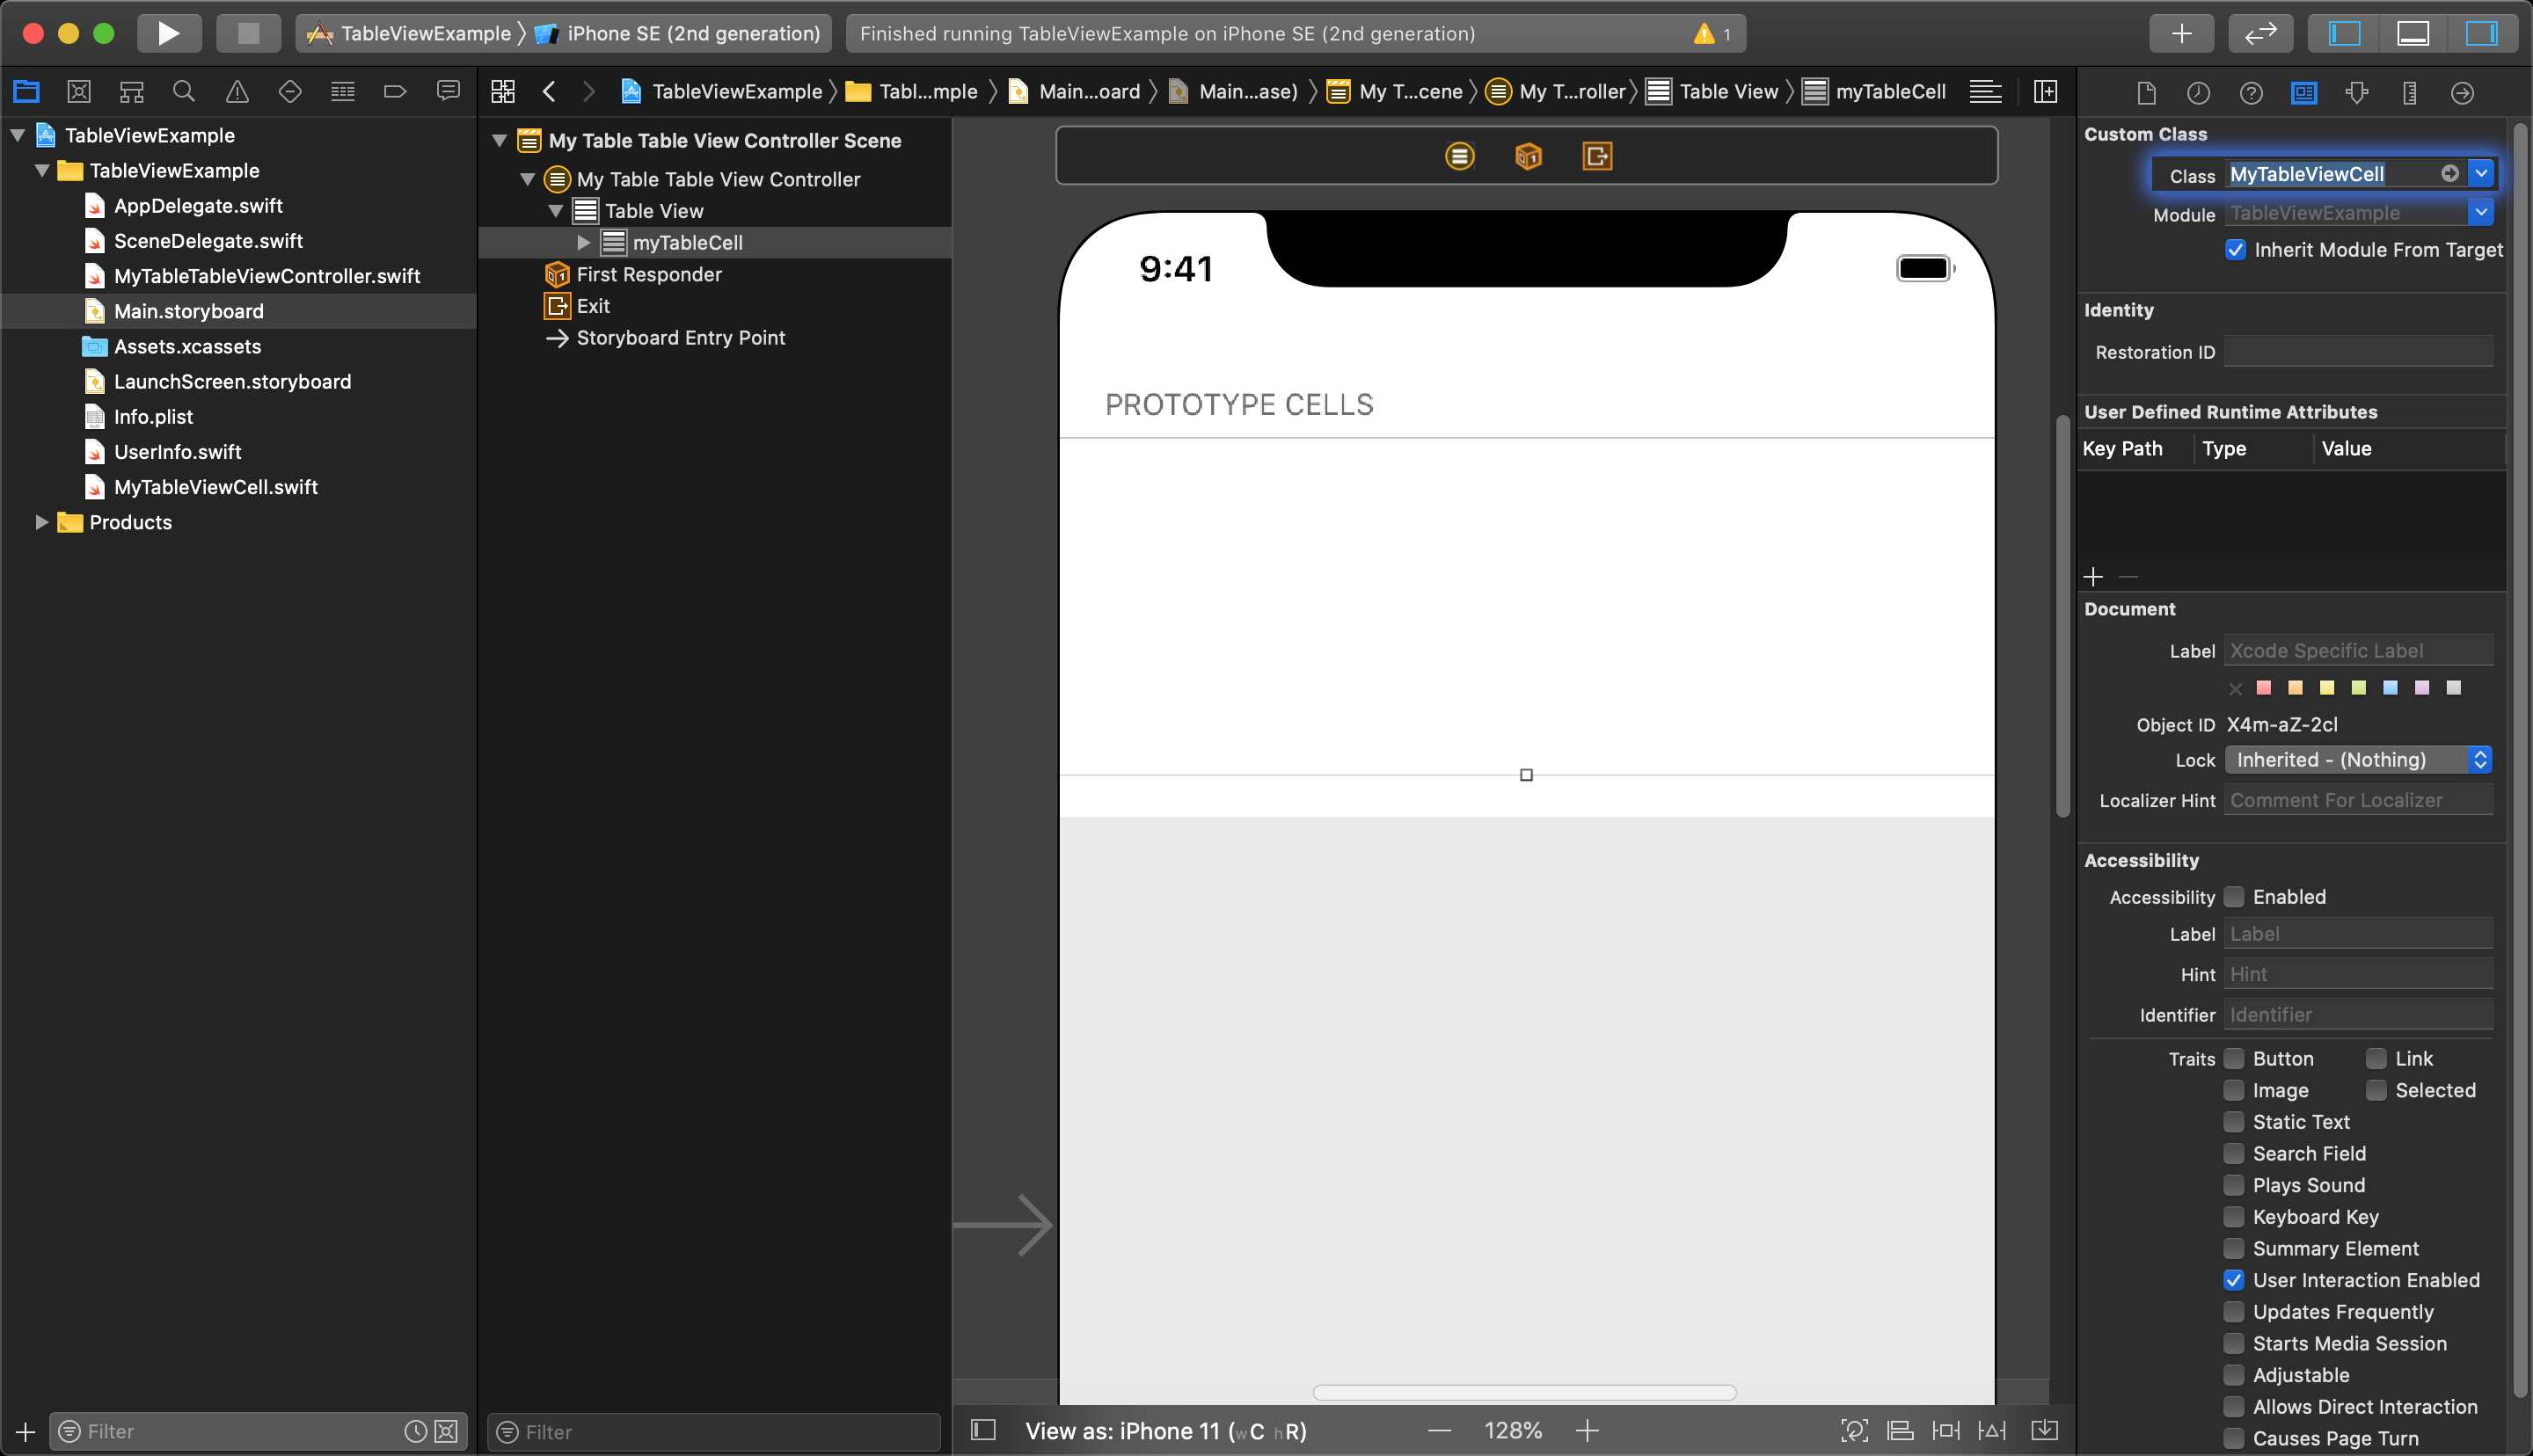 TableViewExample iPhone SE (2nd generation)
Finished running TableViewExample on iPhone SE (2nd generation) 1
TableViewExample Tabl...mple Main...oard Main...ase) My T...cene My T...roller Table View myTableCell
TableViewExample
TableViewExample
AppDelegate.swift
SceneDelegate.swift
MyTableTableViewController.swift
Main.storyboard
Assets.xcassets
LaunchScreen.storyboard
Info.plist
UserInfo.swift
MyTableViewCell.swift
Products
Filter
My Table Table View Controller Scene
My Table Table View Controller
Table View
myTableCell
First Responder
Exit
Storyboard Entry Point
Filter
9:41
PROTOTYPE CELLS
View as: iPhone 11 (wC hR)
128%
Custom Class
Class MyTableViewCell
Module TableViewExample
Inherit Module From Target
Identity
Restoration ID
User Defined Runtime Attributes
Key Path Type Value
Document
Label Xcode Specific Label
Object ID X4m-aZ-2cl
Lock Inherited - (Nothing)
Localizer Hint Comment For Localizer
Accessibility
Accessibility Enabled
Label Label
Hint Hint
Identifier Identifier
Traits Button Link
Image Selected
Static Text
Search Field
Plays Sound
Keyboard Key
Summary Element
User Interaction Enabled
Updates Frequently
Starts Media Session
Adjustable
Allows Direct Interaction
Causes Page Turn